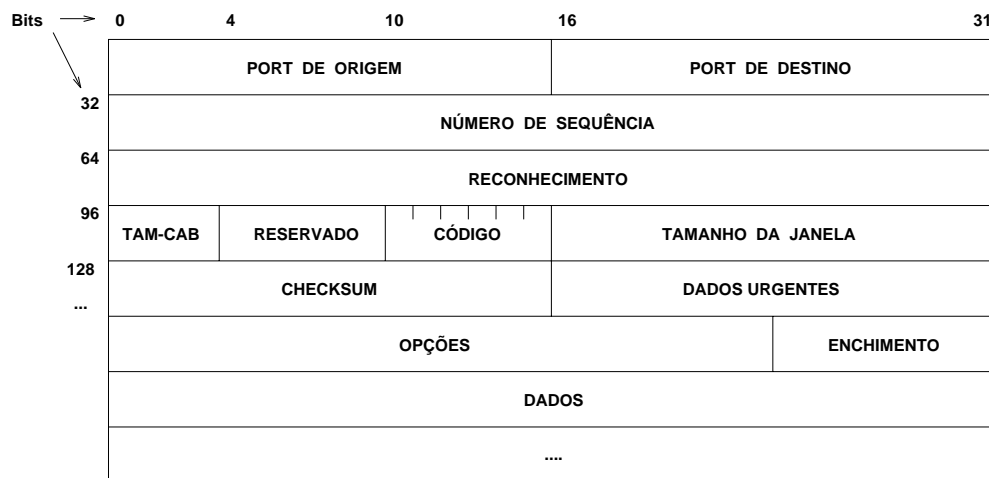 Bits 0 4 10 16 31
PORT DE ORIGEM PORT DE DESTINO
32
NÚMERO DE SEQUÊNCIA
64
RECONHECIMENTO
96
TAM-CAB RESERVADO CÓDIGO TAMANHO DA JANELA
128
CHECKSUM DADOS URGENTES
...
OPÇÕES ENCHIMENTO
DADOS
....